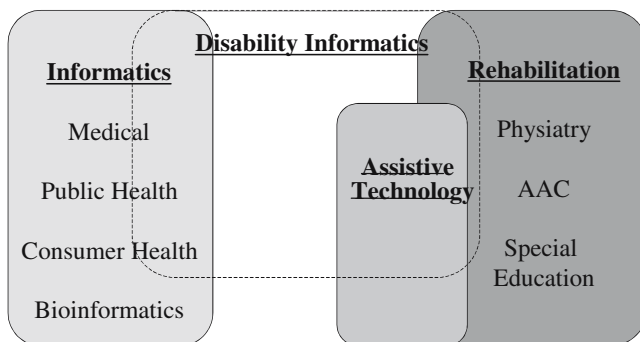 Disability Informatics
Informatics
Medical
Public Health
Consumer Health
Bioinformatics
Assistive
Technology
Rehabilitation
Physiatry
AAC
Special
Education